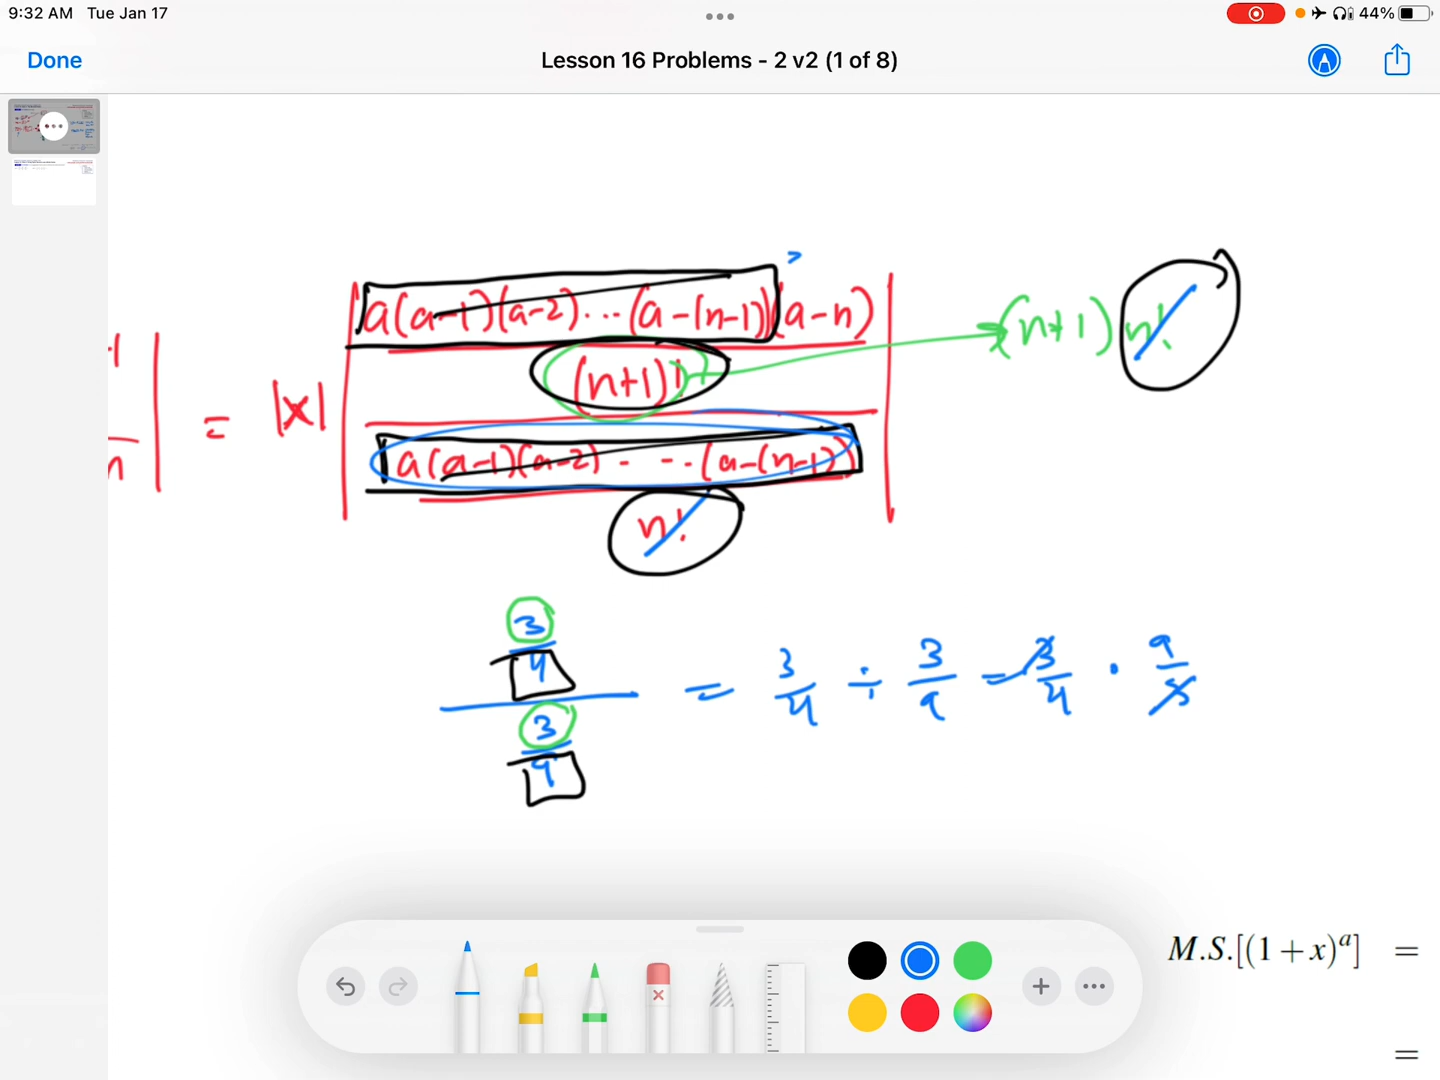 9:32 AM Tue Jan 17
44%
Done
Lesson 16 Problems - 2 v2 (1 of 8)
a(a-1)(a-2)...(a-(n-1))(a-n)
(n+1)!
(n+1) n!
= |x|
a(a-1)(a-2)...(a-(n-1))
n!
3/4 / 3/9 = 3/4 ÷ 3/9 = 3/4 · 9/3
M.S.[(1+x)^a] =
=